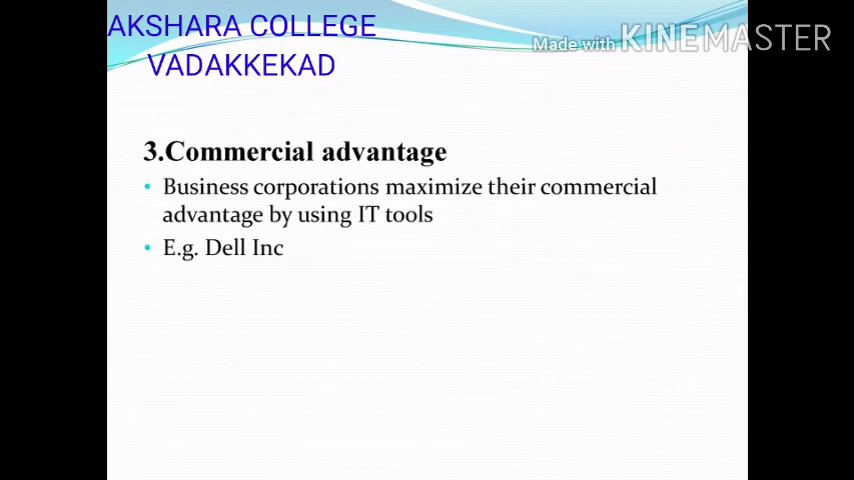 AKSHARA COLLEGE
VADAKKEKAD
Made with KINEMASTER
3.Commercial advantage
• Business corporations maximize their commercial
advantage by using IT tools
• E.g. Dell Inc